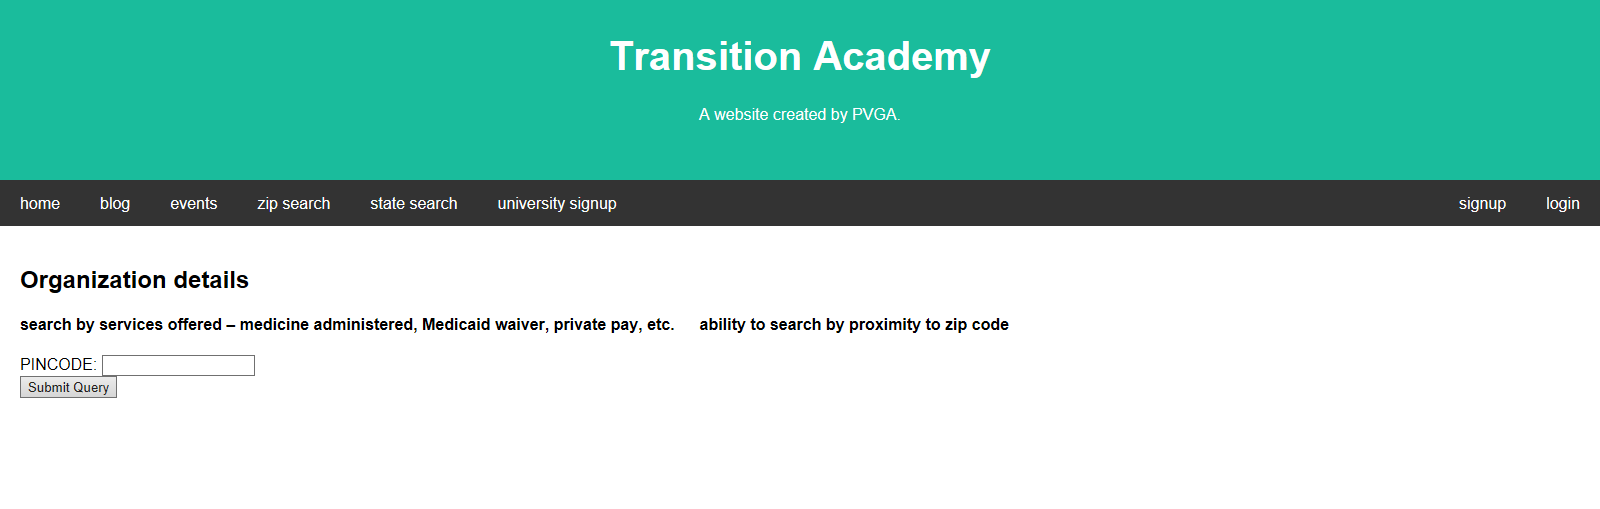 Transition Academy
A website created by PVGA.
home blog events zip search state search university signup signup login
Organization details
search by services offered – medicine administered, Medicaid waiver, private pay, etc. ability to search by proximity to zip code
PINCODE:
Submit Query